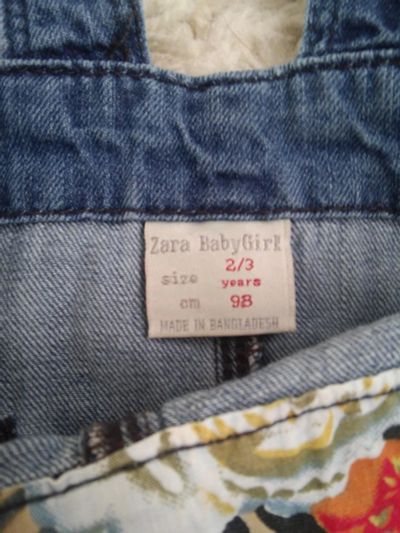 Zara BabyGirl
size 2/3 years
cm 98
MADE IN BANGLADESH